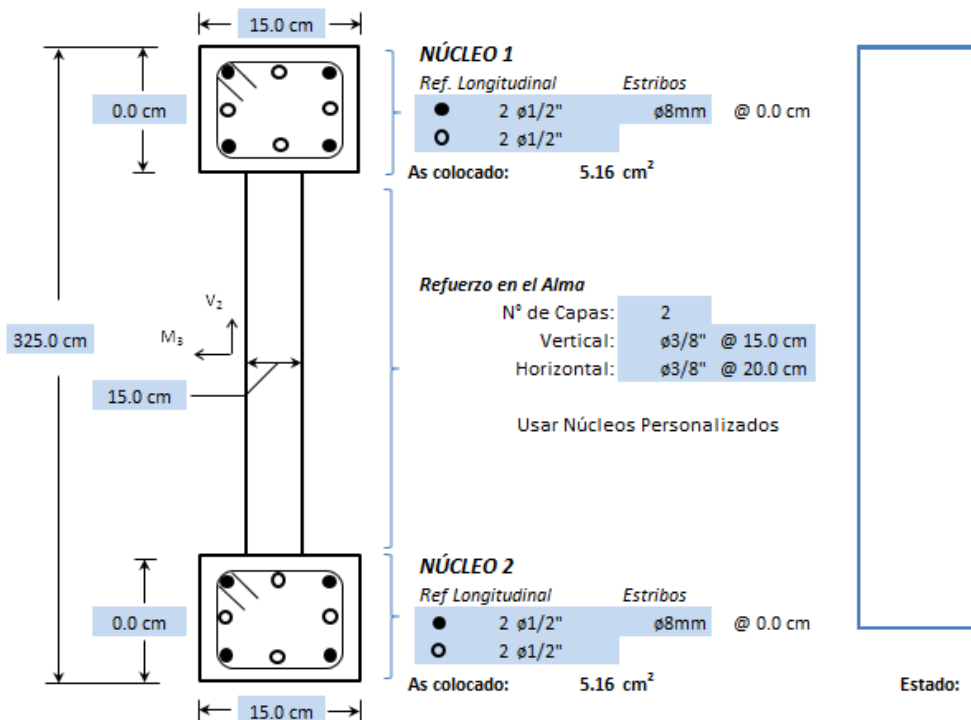 15.0 cm
NÚCLEO 1
Ref. Longitudinal Estribos
0.0 cm
2 ø1/2" ø8mm @ 0.0 cm
2 ø1/2"
As colocado: 5.16 cm²
Refuerzo en el Alma
N° de Capas: 2
V₂
Vertical: ø3/8" @ 15.0 cm
325.0 cm
M₃
Horizontal: ø3/8" @ 20.0 cm
15.0 cm
Usar Núcleos Personalizados
NÚCLEO 2
Ref Longitudinal Estribos
0.0 cm
2 ø1/2" ø8mm @ 0.0 cm
2 ø1/2"
As colocado: 5.16 cm²
Estado:
15.0 cm